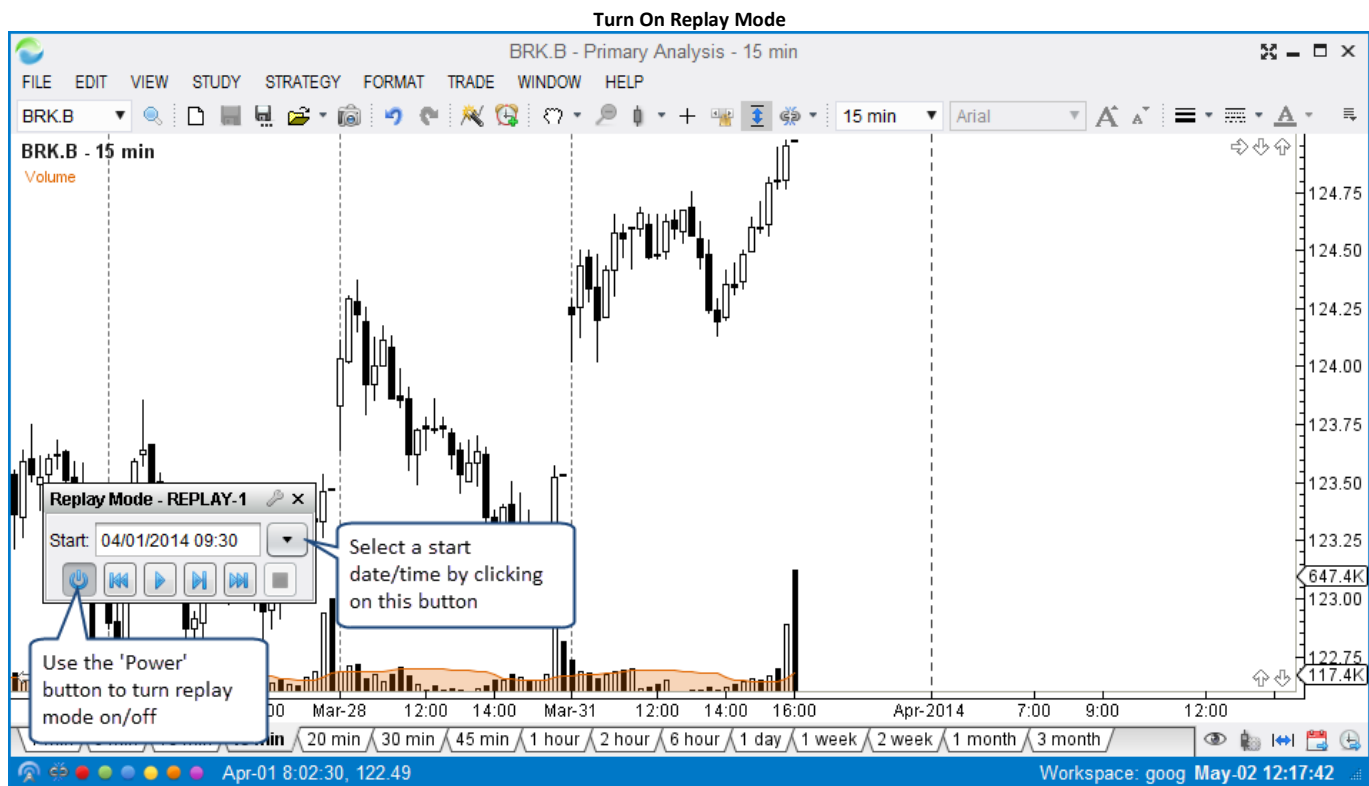 Turn On Replay Mode
BRK.B - Primary Analysis - 15 min
FILE EDIT VIEW STUDY STRATEGY FORMAT TRADE WINDOW HELP
BRK.B 15 min Arial A A A
BRK.B - 15 min
Volume
124.75
124.50
124.25
124.00
123.75
123.50
123.25
647.4K
123.00
122.75
117.4K
Replay Mode - REPLAY-1
Start: 04/01/2014 09:30
Select a start
date/time by clicking
on this button
Use the 'Power'
button to turn replay
mode on/off
Mar-28 12:00 14:00 Mar-31 12:00 14:00 16:00 Apr-2014 7:00 9:00 12:00
20 min 30 min 45 min 1 hour 2 hour 6 hour 1 day 1 week 2 week 1 month 3 month
Apr-01 8:02:30, 122.49 Workspace: goog May-02 12:17:42